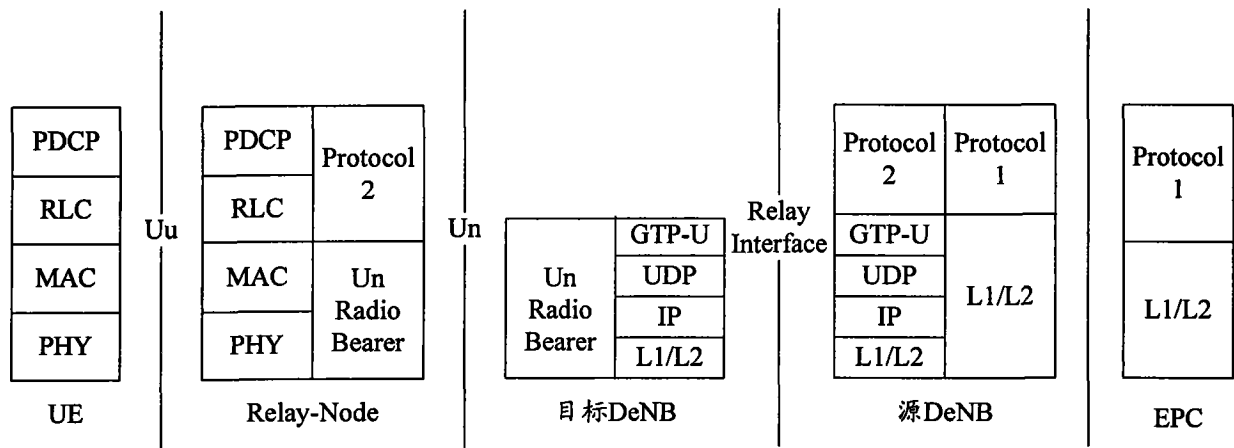 PDCP
RLC
MAC
PHY
UE
Uu
PDCP
RLC
MAC
PHY
Protocol
2
Un
Radio
Bearer
Relay-Node
Un
Un
Radio
Bearer
GTP-U
UDP
IP
L1/L2
目标DeNB
Relay
Interface
Protocol
2
GTP-U
UDP
IP
L1/L2
Protocol
1
L1/L2
源DeNB
Protocol
1
L1/L2
EPC